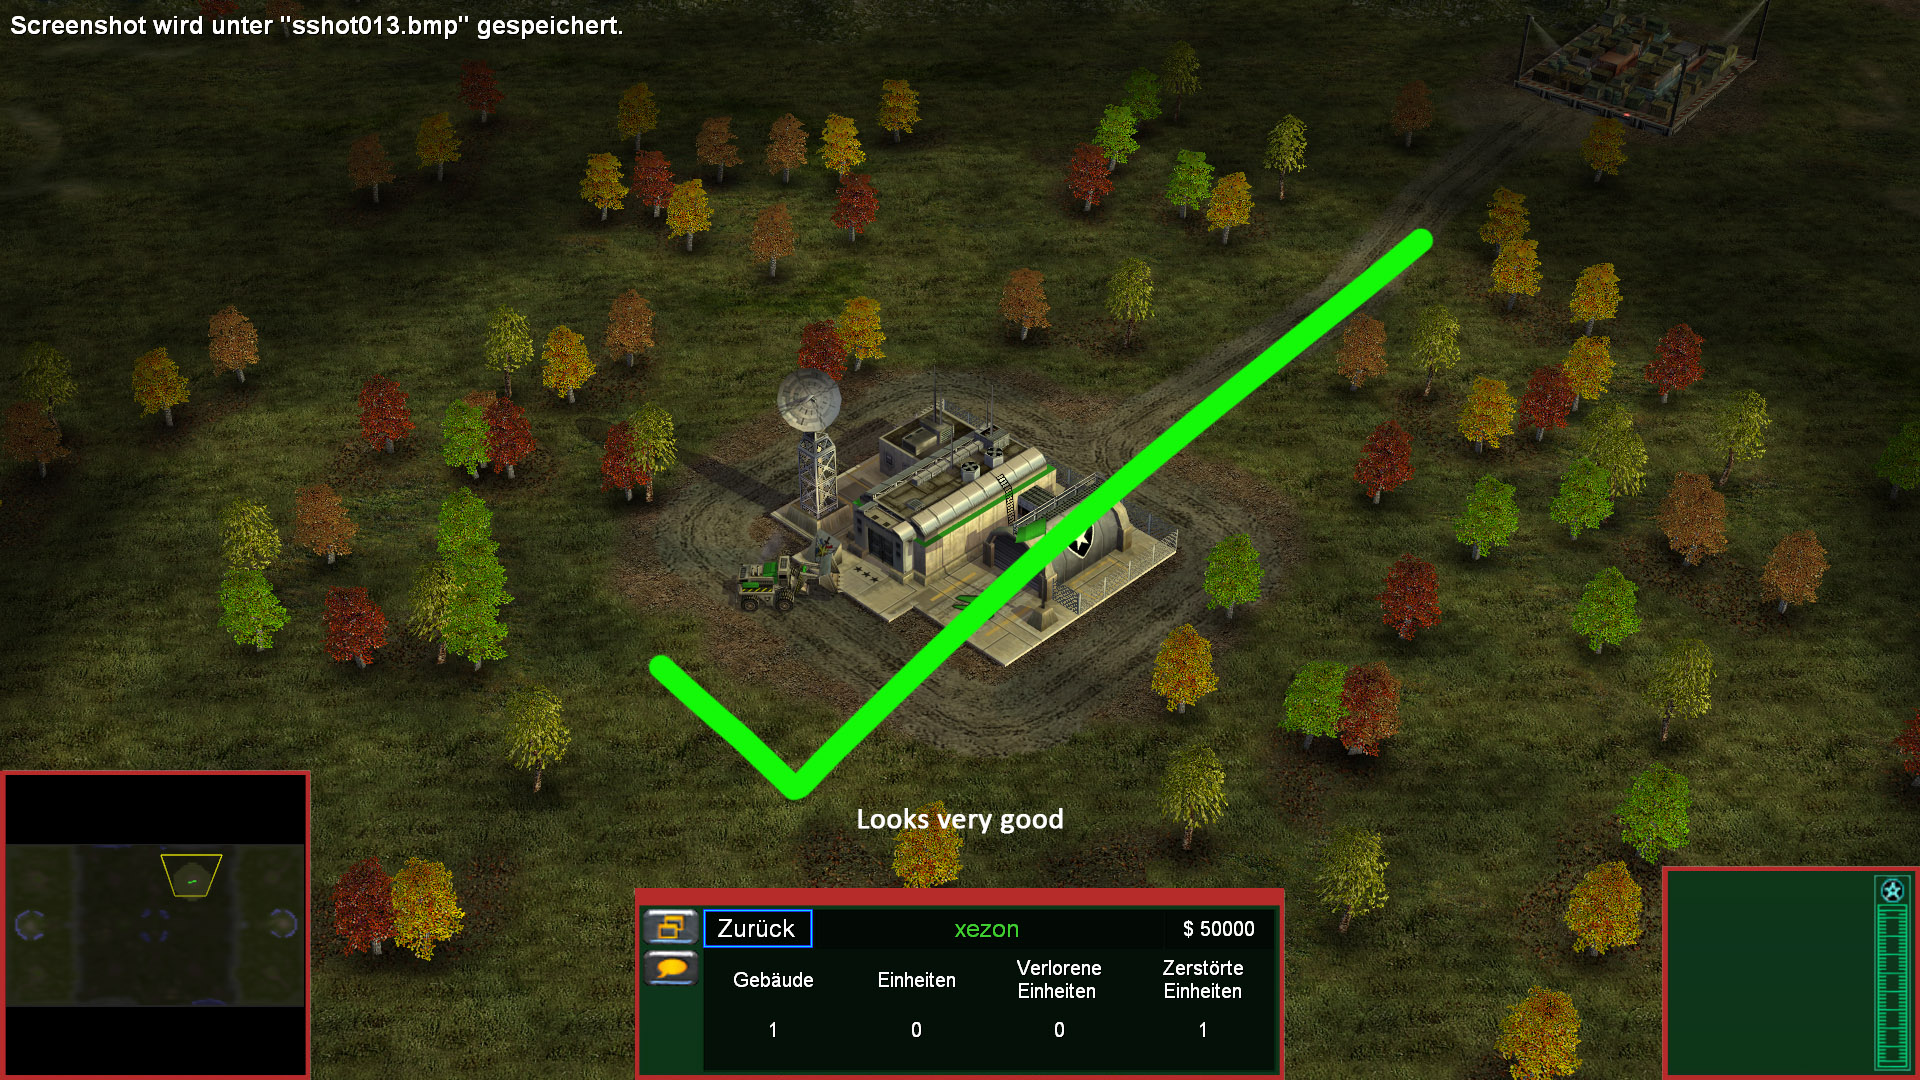 Screenshot wird unter "sshot013.bmp" gespeichert.
Looks very good
Zurück
xezon
$ 50000
Gebäude
Einheiten
Verlorene
Einheiten
Zerstörte
Einheiten
1
0
0
1